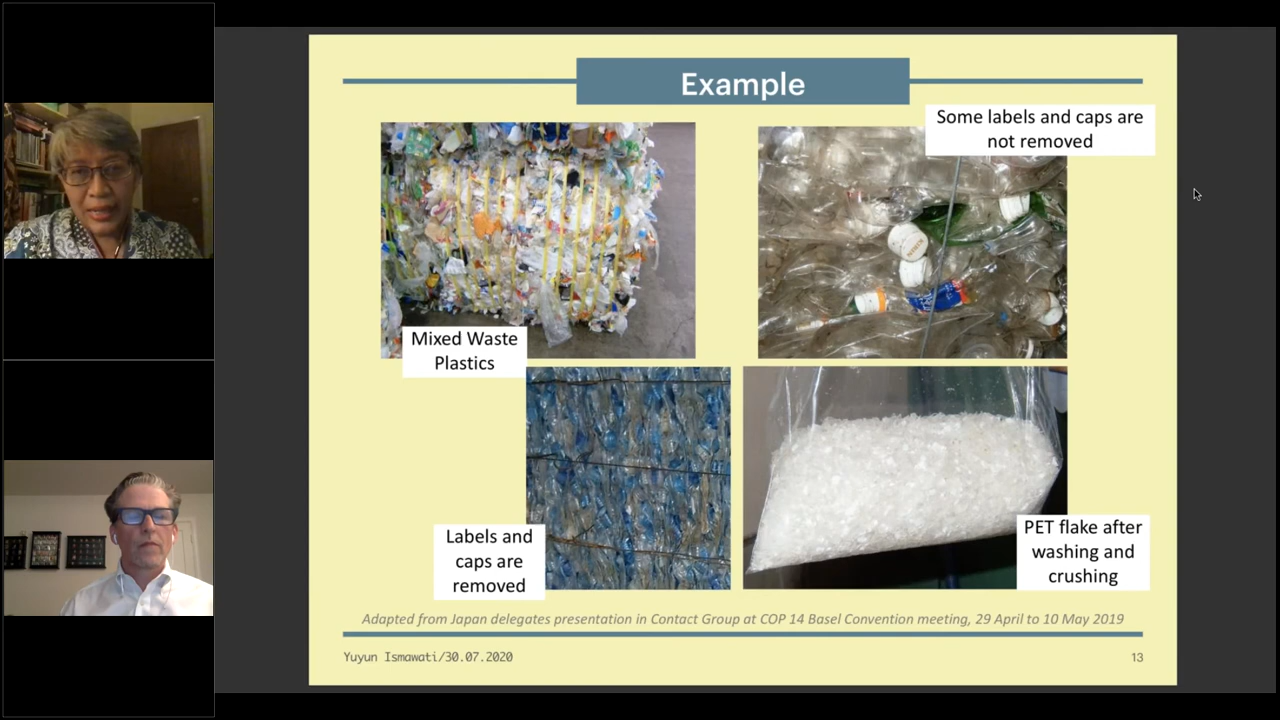 Example
Some labels and caps are
not removed
Mixed Waste
Plastics
Labels and
caps are
removed
PET flake after
washing and
crushing
Adapted from Japan delegates presentation in Contact Group at COP 14 Basel Convention meeting, 29 April to 10 May 2019
Yuyun Ismawati/30.07.2020
13